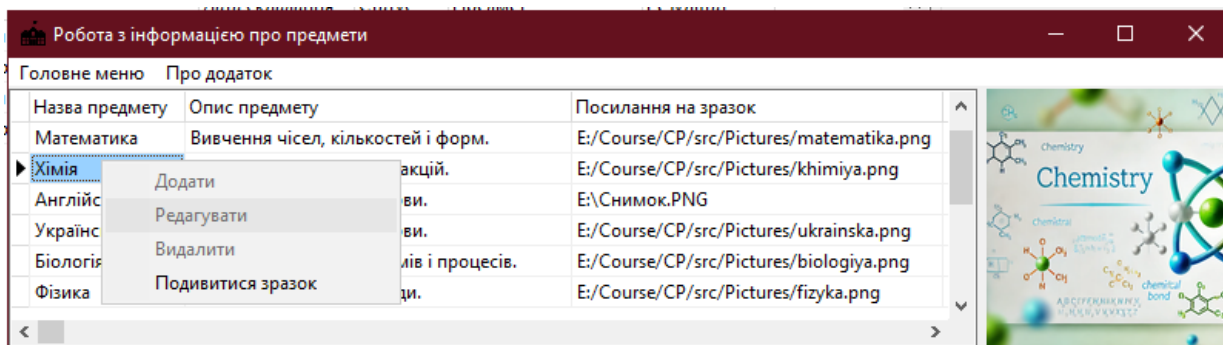 Робота з інформацією про предмети
Головне меню Про додаток
Назва предмету Опис предмету Посилання на зразок
Математика Вивчення чисел, кількостей і форм. E:/Course/CP/src/Pictures/matematika.png
Хімія акцій. E:/Course/CP/src/Pictures/khimiya.png
Англійс ви. E:\Снимок.PNG
Українс ви. E:/Course/CP/src/Pictures/ukrainska.png
Біологія мів і процесів. E:/Course/CP/src/Pictures/biologiya.png
Фізика ди. E:/Course/CP/src/Pictures/fizyka.png
Додати
Редагувати
Видалити
Подивитися зразок
Chemistry
Chemistry
Chemistral
chemical
bond